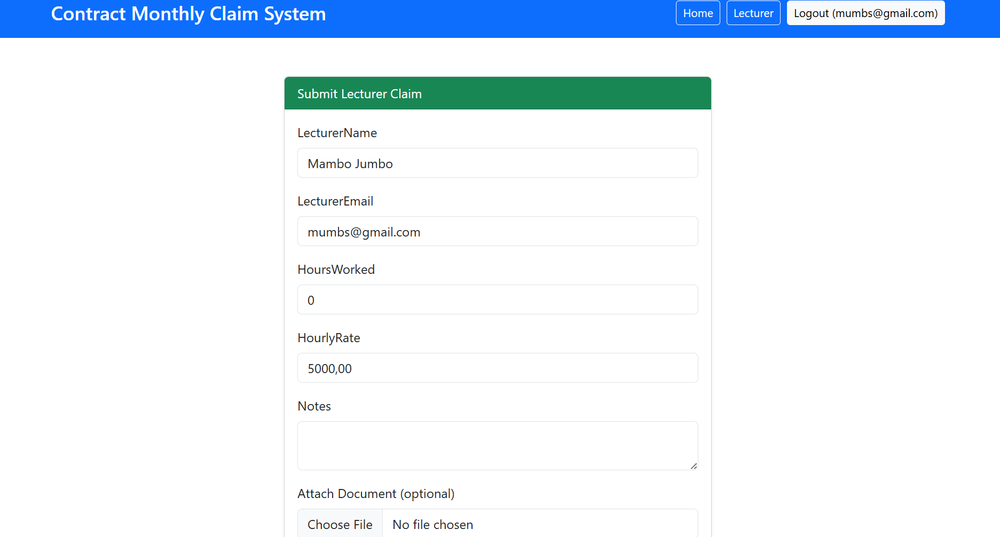 Contract Monthly Claim System
Home
Lecturer
Logout (mumbs@gmail.com)
Submit Lecturer Claim
LecturerName
Mambo Jumbo
LecturerEmail
mumbs@gmail.com
HoursWorked
0
HourlyRate
5000,00
Notes
Attach Document (optional)
Choose File
No file chosen